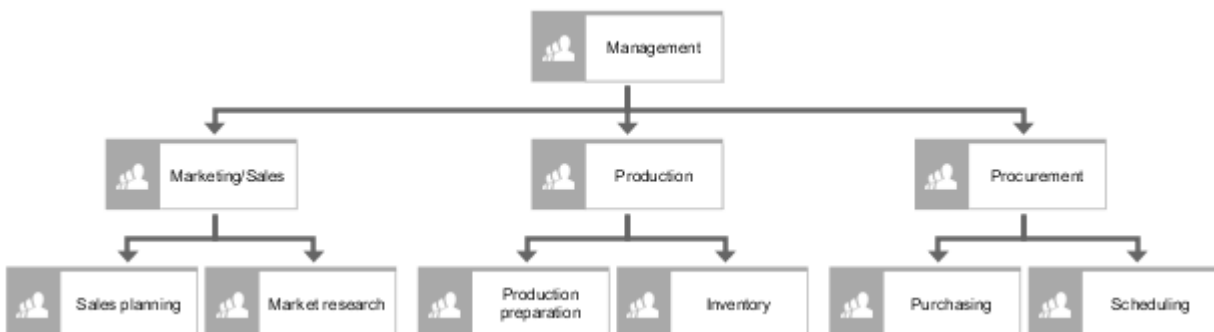 Management
Marketing/Sales
Production
Procurement
Sales planning
Market research
Production
preparation
Inventory
Purchasing
Scheduling